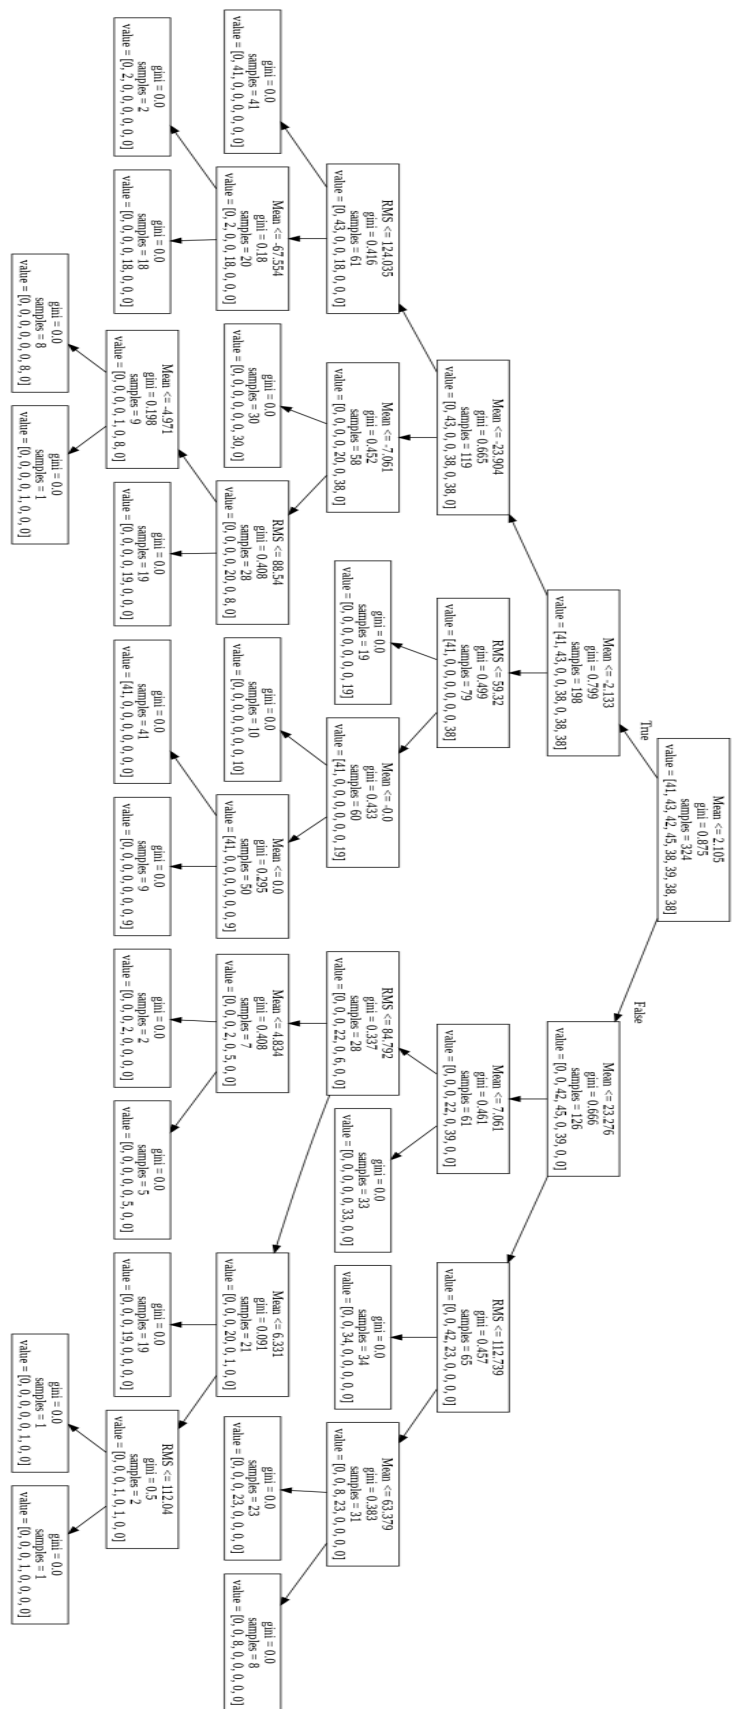 Mean <= 2.105
gini = 0.875
samples = 324
value = [41, 43, 42, 45, 38, 39, 38, 38]
True
False
Mean <= -2.133
gini = 0.799
samples = 198
value = [41, 43, 0, 0, 38, 0, 38, 38]
Mean <= 23.276
gini = 0.666
samples = 126
value = [0, 0, 42, 45, 0, 39, 0, 0]
Mean <= -23.904
gini = 0.665
samples = 119
value = [0, 43, 0, 0, 38, 0, 38, 0]
RMS <= 59.32
gini = 0.499
samples = 79
value = [41, 0, 0, 0, 0, 0, 0, 38]
Mean <= 7.061
gini = 0.461
samples = 61
value = [0, 0, 0, 22, 0, 39, 0, 0]
RMS <= 112.739
gini = 0.457
samples = 65
value = [0, 0, 42, 23, 0, 0, 0, 0]
RMS <= 124.035
gini = 0.416
samples = 61
value = [0, 43, 0, 0, 18, 0, 0, 0]
Mean <= -7.061
gini = 0.452
samples = 58
value = [0, 0, 0, 0, 20, 0, 38, 0]
gini = 0.0
samples = 19
value = [0, 0, 0, 0, 0, 0, 0, 19]
Mean <= -0.0
gini = 0.433
samples = 60
value = [41, 0, 0, 0, 0, 0, 0, 19]
RMS <= 84.792
gini = 0.337
samples = 28
value = [0, 0, 0, 22, 0, 6, 0, 0]
gini = 0.0
samples = 33
value = [0, 0, 0, 0, 0, 33, 0, 0]
gini = 0.0
samples = 34
value = [0, 0, 34, 0, 0, 0, 0, 0]
Mean <= 63.379
gini = 0.383
samples = 31
value = [0, 0, 8, 23, 0, 0, 0, 0]
gini = 0.0
samples = 41
value = [0, 41, 0, 0, 0, 0, 0, 0]
Mean <= -67.554
gini = 0.18
samples = 20
value = [0, 2, 0, 0, 18, 0, 0, 0]
gini = 0.0
samples = 30
value = [0, 0, 0, 0, 0, 0, 30, 0]
RMS <= 88.54
gini = 0.408
samples = 28
value = [0, 0, 0, 0, 20, 0, 8, 0]
gini = 0.0
samples = 10
value = [0, 0, 0, 0, 0, 0, 0, 10]
Mean <= 0.0
gini = 0.295
samples = 50
value = [41, 0, 0, 0, 0, 0, 0, 9]
Mean <= 4.834
gini = 0.408
samples = 7
value = [0, 0, 0, 2, 0, 5, 0, 0]
Mean <= 6.331
gini = 0.091
samples = 21
value = [0, 0, 0, 20, 0, 1, 0, 0]
gini = 0.0
samples = 23
value = [0, 0, 0, 23, 0, 0, 0, 0]
gini = 0.0
samples = 8
value = [0, 0, 8, 0, 0, 0, 0, 0]
gini = 0.0
samples = 2
value = [0, 2, 0, 0, 0, 0, 0, 0]
gini = 0.0
samples = 18
value = [0, 0, 0, 0, 18, 0, 0, 0]
Mean <= -4.971
gini = 0.198
samples = 9
value = [0, 0, 0, 0, 1, 0, 8, 0]
gini = 0.0
samples = 19
value = [0, 0, 0, 0, 19, 0, 0, 0]
gini = 0.0
samples = 41
value = [41, 0, 0, 0, 0, 0, 0, 0]
gini = 0.0
samples = 9
value = [0, 0, 0, 0, 0, 0, 0, 9]
gini = 0.0
samples = 2
value = [0, 0, 0, 2, 0, 0, 0, 0]
gini = 0.0
samples = 5
value = [0, 0, 0, 0, 0, 5, 0, 0]
gini = 0.0
samples = 19
value = [0, 0, 0, 19, 0, 0, 0, 0]
RMS <= 112.04
gini = 0.5
samples = 2
value = [0, 0, 0, 1, 0, 1, 0, 0]
gini = 0.0
samples = 8
value = [0, 0, 0, 0, 0, 0, 8, 0]
gini = 0.0
samples = 1
value = [0, 0, 0, 0, 1, 0, 0, 0]
gini = 0.0
samples = 1
value = [0, 0, 0, 0, 0, 1, 0, 0]
gini = 0.0
samples = 1
value = [0, 0, 0, 1, 0, 0, 0, 0]